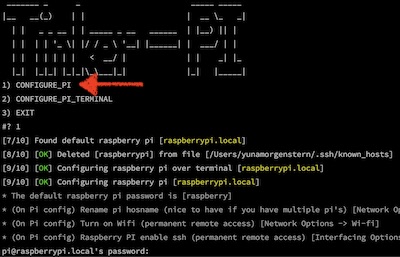 1) CONFIGURE_PI
2) CONFIGURE_PI_TERMINAL
3) EXIT
#? 1
[7/10] Found default raspberry pi [raspberrypi.local]
[8/10] [OK] Deleted [raspberrypi] from file [/Users/yunamorgenstern/.ssh/known_hosts]
[9/10] [OK] Configuring raspberry pi over terminal [raspberrypi.local]
[9/10] [OK] Configuring raspberry pi [raspberrypi.local]
* The default pi password is [raspberry]
* (On Pi config) Rename pi hosname (nice to have if you have multiple pi's) [Network O
* (On Pi config) Turn on Wifi (permanent remote access) [Network Options -> Wi-fi]
* (On Pi config) Raspberry PI enable ssh (permanent remote access) [Interfacing Option
pi@raspberrypi.local's password: